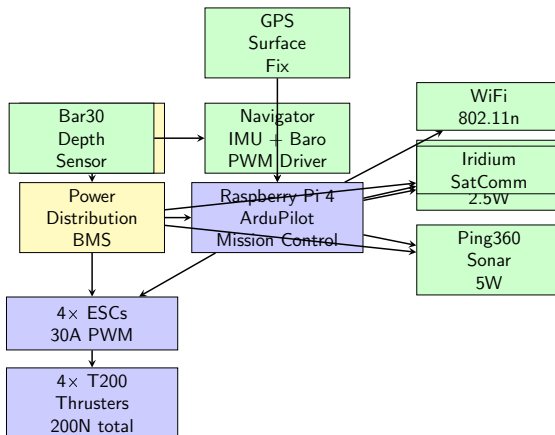 GPS
Surface
Fix
Bar30
Depth
Sensor
Navigator
IMU + Baro
PWM Driver
WiFi
802.11n
Iridium
SatComm
2.5W
Power
Distribution
BMS
Raspberry Pi 4
ArduPilot
Mission Control
Ping360
Sonar
5W
4× ESCs
30A PWM
4× T200
Thrusters
200N total